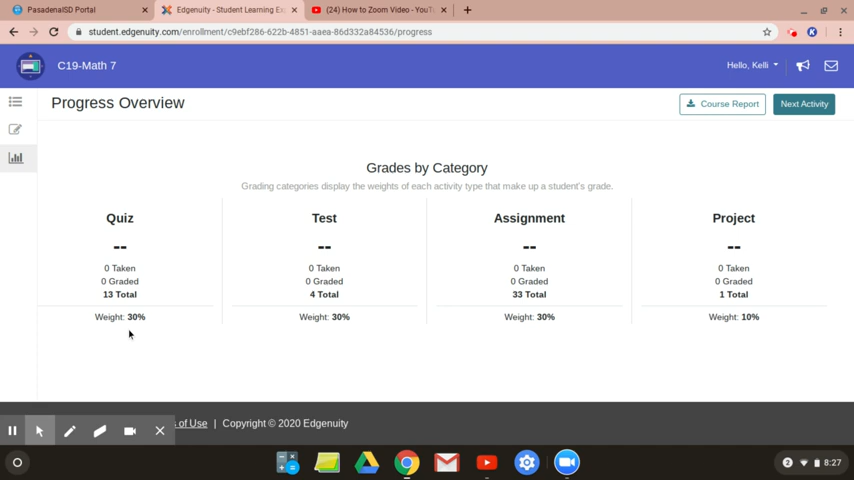 PasadenaISD Portal
Edgenuity - Student Learning Ex
(24) How to Zoom Video - YouT
student.edgenuity.com/enrollment/c9ebf286-622b-4851-aaea-86d332a84536/progress
C19-Math 7
Hello, Kelli
Progress Overview
Course Report
Next Activity
Grades by Category
Grading categories display the weights of each activity type that make up a student's grade.
Quiz
--
0 Taken
0 Graded
13 Total
Weight: 30%
Test
--
0 Taken
0 Graded
4 Total
Weight: 30%
Assignment
--
0 Taken
0 Graded
33 Total
Weight: 30%
Project
--
0 Taken
0 Graded
1 Total
Weight: 10%
s of Use | Copyright © 2020 Edgenuity
2
8:27